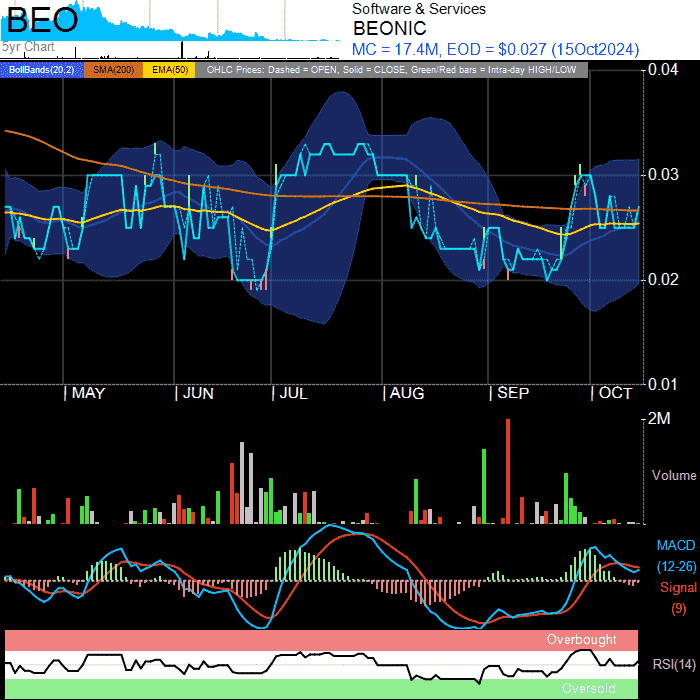 BEO
5yr Chart
Software & Services
BEONIC
MC = 17.4M, EOD = $0.027 (15Oct2024)
BollBands(20,2) SMA(200) EMA(50) OHLC Prices: Dashed = OPEN, Solid = CLOSE, Green/Red bars = Intra-day HIGH/LOW
0.04
0.03
0.02
0.01
MAY JUN JUL AUG SEP OCT
2M
Volume
MACD
(12-26)
Signal
(9)
Overbought
RSI(14)
Oversold